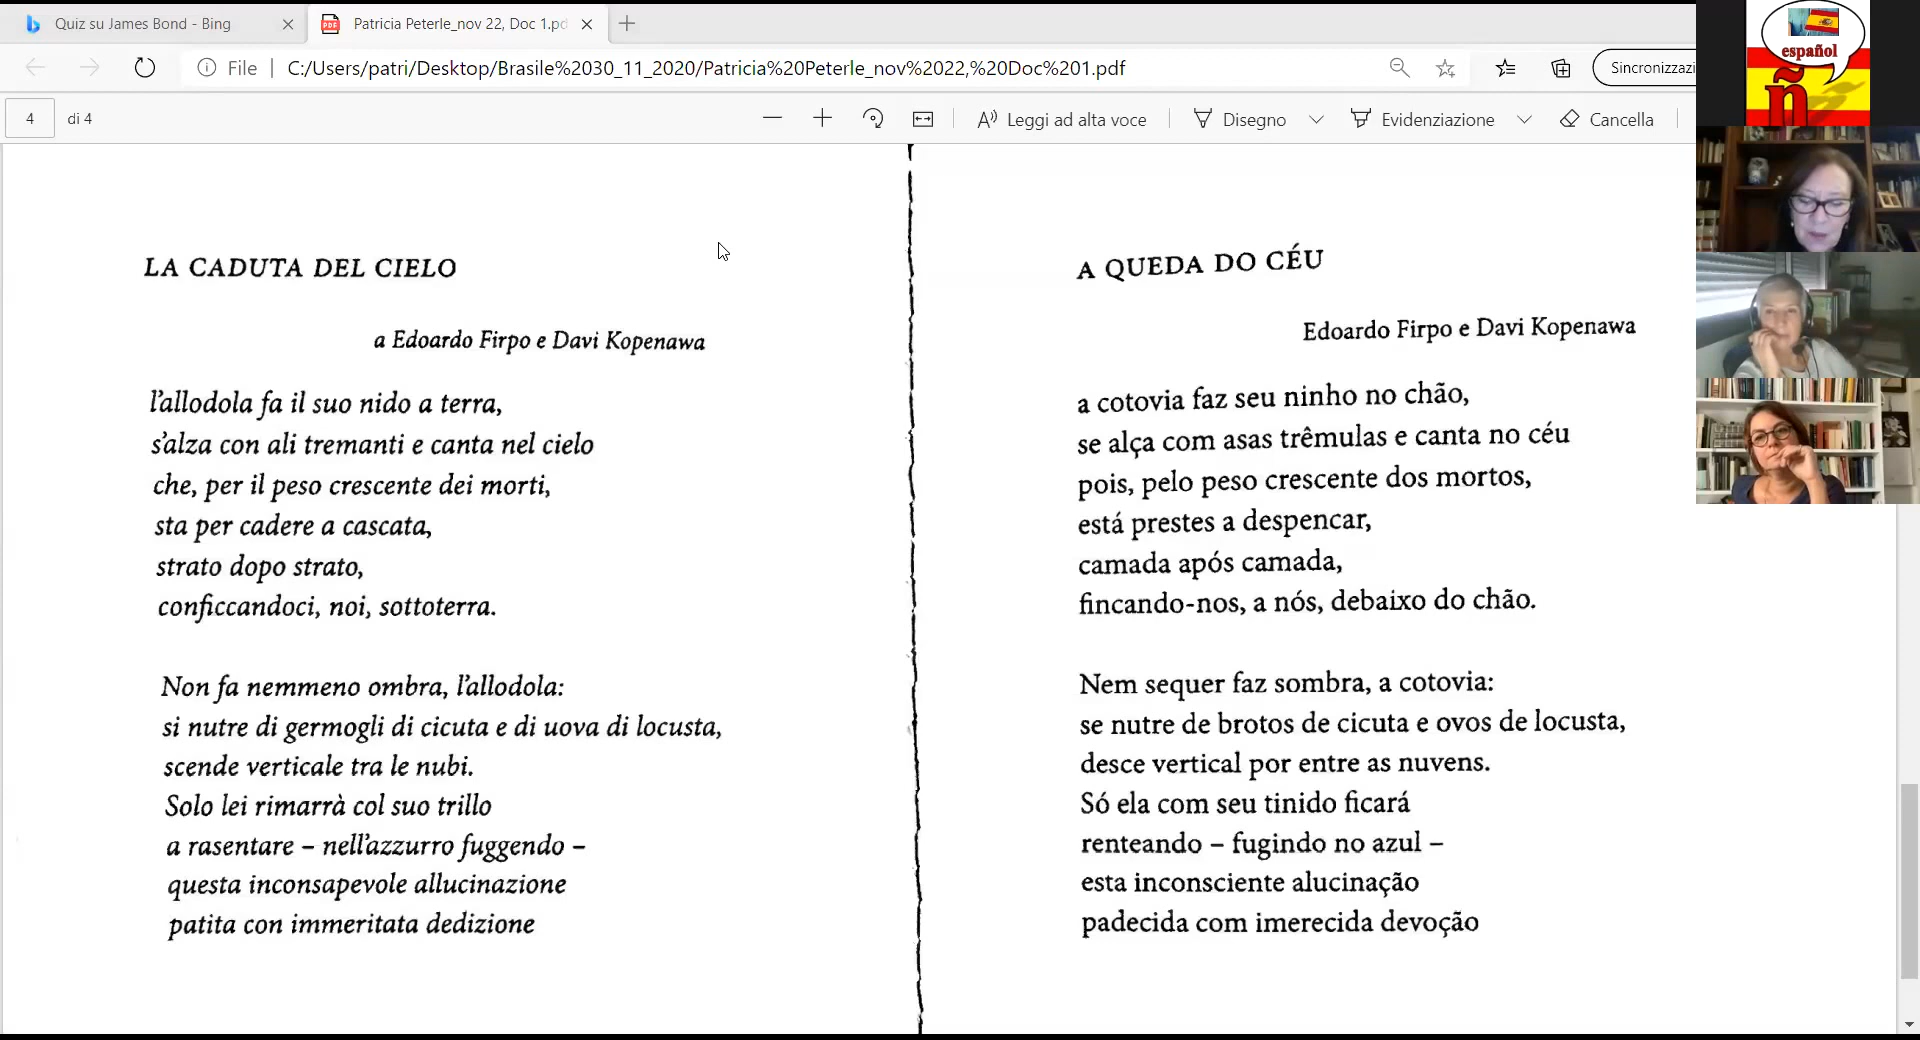 Quiz su James Bond - Bing
Patricia Peterle_nov 22, Doc 1.pd
File
C:/Users/patri/Desktop/Brasile%2030_11_2020/Patricia%20Peterle_nov%2022,%20Doc%201.pdf
Sincronizzazi
4 di 4
Leggi ad alta voce
Disegno
Evidenziazione
Cancella
español
ñ
LA CADUTA DEL CIELO
a Edoardo Firpo e Davi Kopenawa
l'allodola fa il suo nido a terra,
s'alza con ali tremanti e canta nel cielo
che, per il peso crescente dei morti,
sta per cadere a cascata,
strato dopo strato,
conficcandoci, noi, sottoterra.
Non fa nemmeno ombra, l'allodola:
si nutre di germogli di cicuta e di uova di locusta,
scende verticale tra le nubi.
Solo lei rimarrà col suo trillo
a rasentare – nell'azzurro fuggendo –
questa inconsapevole allucinazione
patita con immeritata dedizione
A QUEDA DO CÉU
Edoardo Firpo e Davi Kopenawa
a cotovia faz seu ninho no chão,
se alça com asas trêmulas e canta no céu
pois, pelo peso crescente dos mortos,
está prestes a despencar,
camada após camada,
fincando-nos, a nós, debaixo do chão.
Nem sequer faz sombra, a cotovia:
se nutre de brotos de cicuta e ovos de locusta,
desce vertical por entre as nuvens.
Só ela com seu tinido ficará
renteando – fugindo no azul –
esta inconsciente alucinação
padecida com imerecida devoção